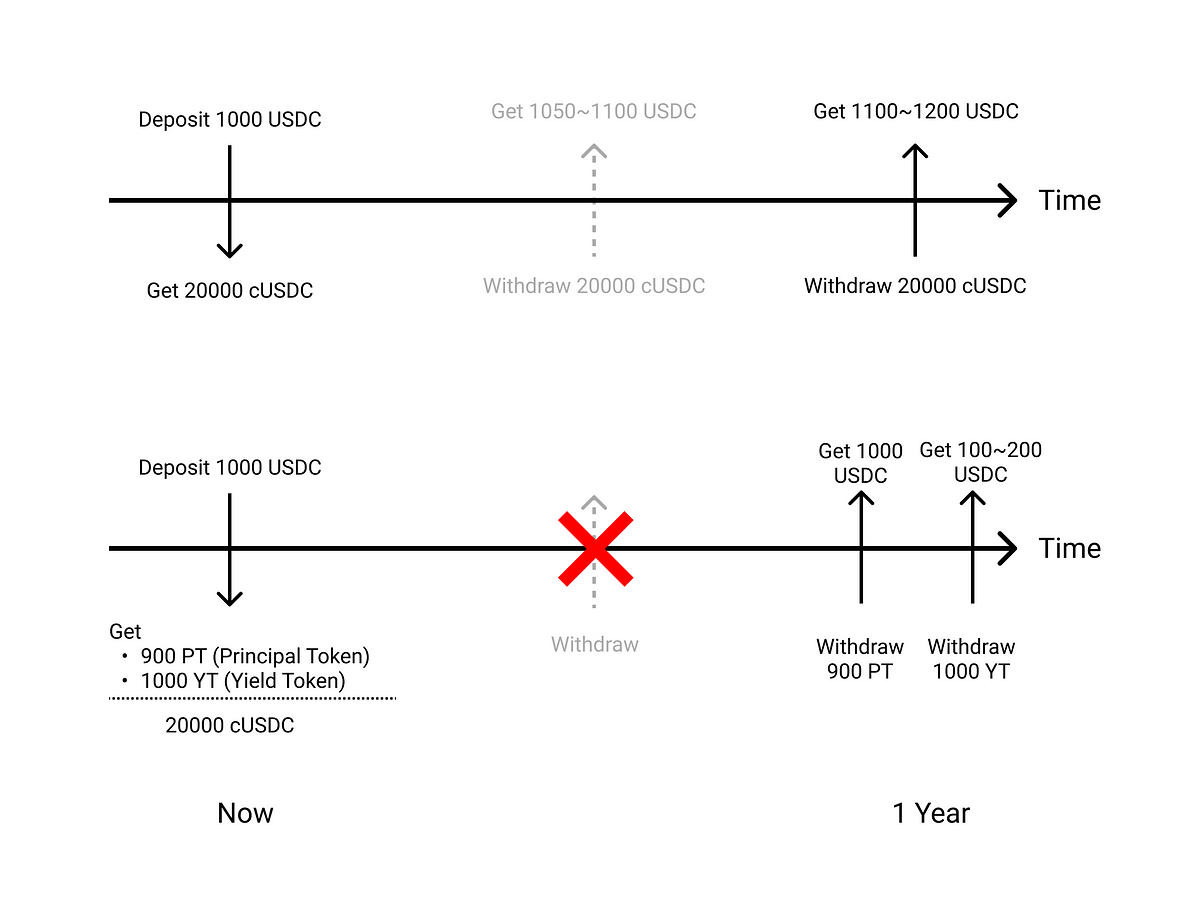 Deposit 1000 USDC
Get 1050~1100 USDC
Get 1100~1200 USDC
Time
Get 20000 cUSDC
Withdraw 20000 cUSDC
Withdraw 20000 cUSDC
Deposit 1000 USDC
Get 1000
USDC
Get 100~200
USDC
Time
Get
• 900 PT (Principal Token)
• 1000 YT (Yield Token)
20000 cUSDC
Withdraw
Withdraw
900 PT
Withdraw
1000 YT
Now
1 Year